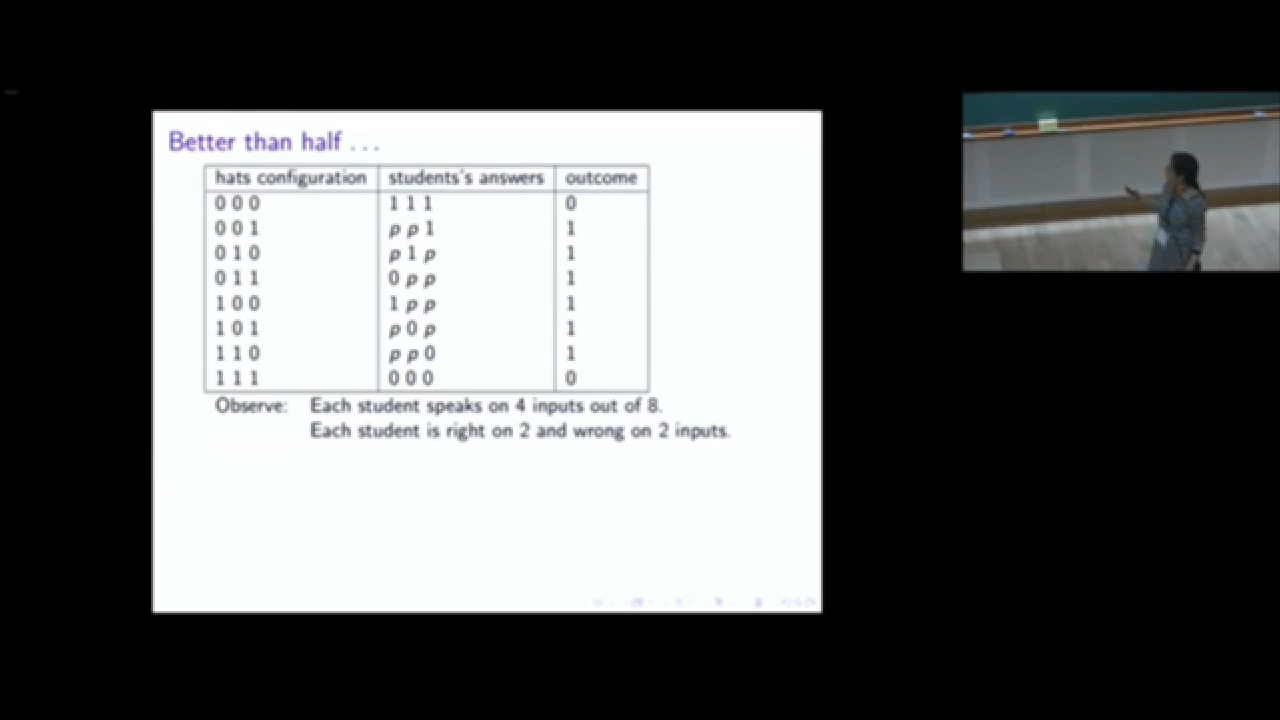 Better than half ...
hats configuration students's answers outcome
0 0 0 1 1 1 0
0 0 1 p p 1 1
0 1 0 p 1 p 1
0 1 1 0 p p 1
1 0 0 1 p p 1
1 0 1 p 0 p 1
1 1 0 p p 0 1
1 1 1 0 0 0 0
Observe: Each student speaks on 4 inputs out of 8.
Each student is right on 2 and wrong on 2 inputs.